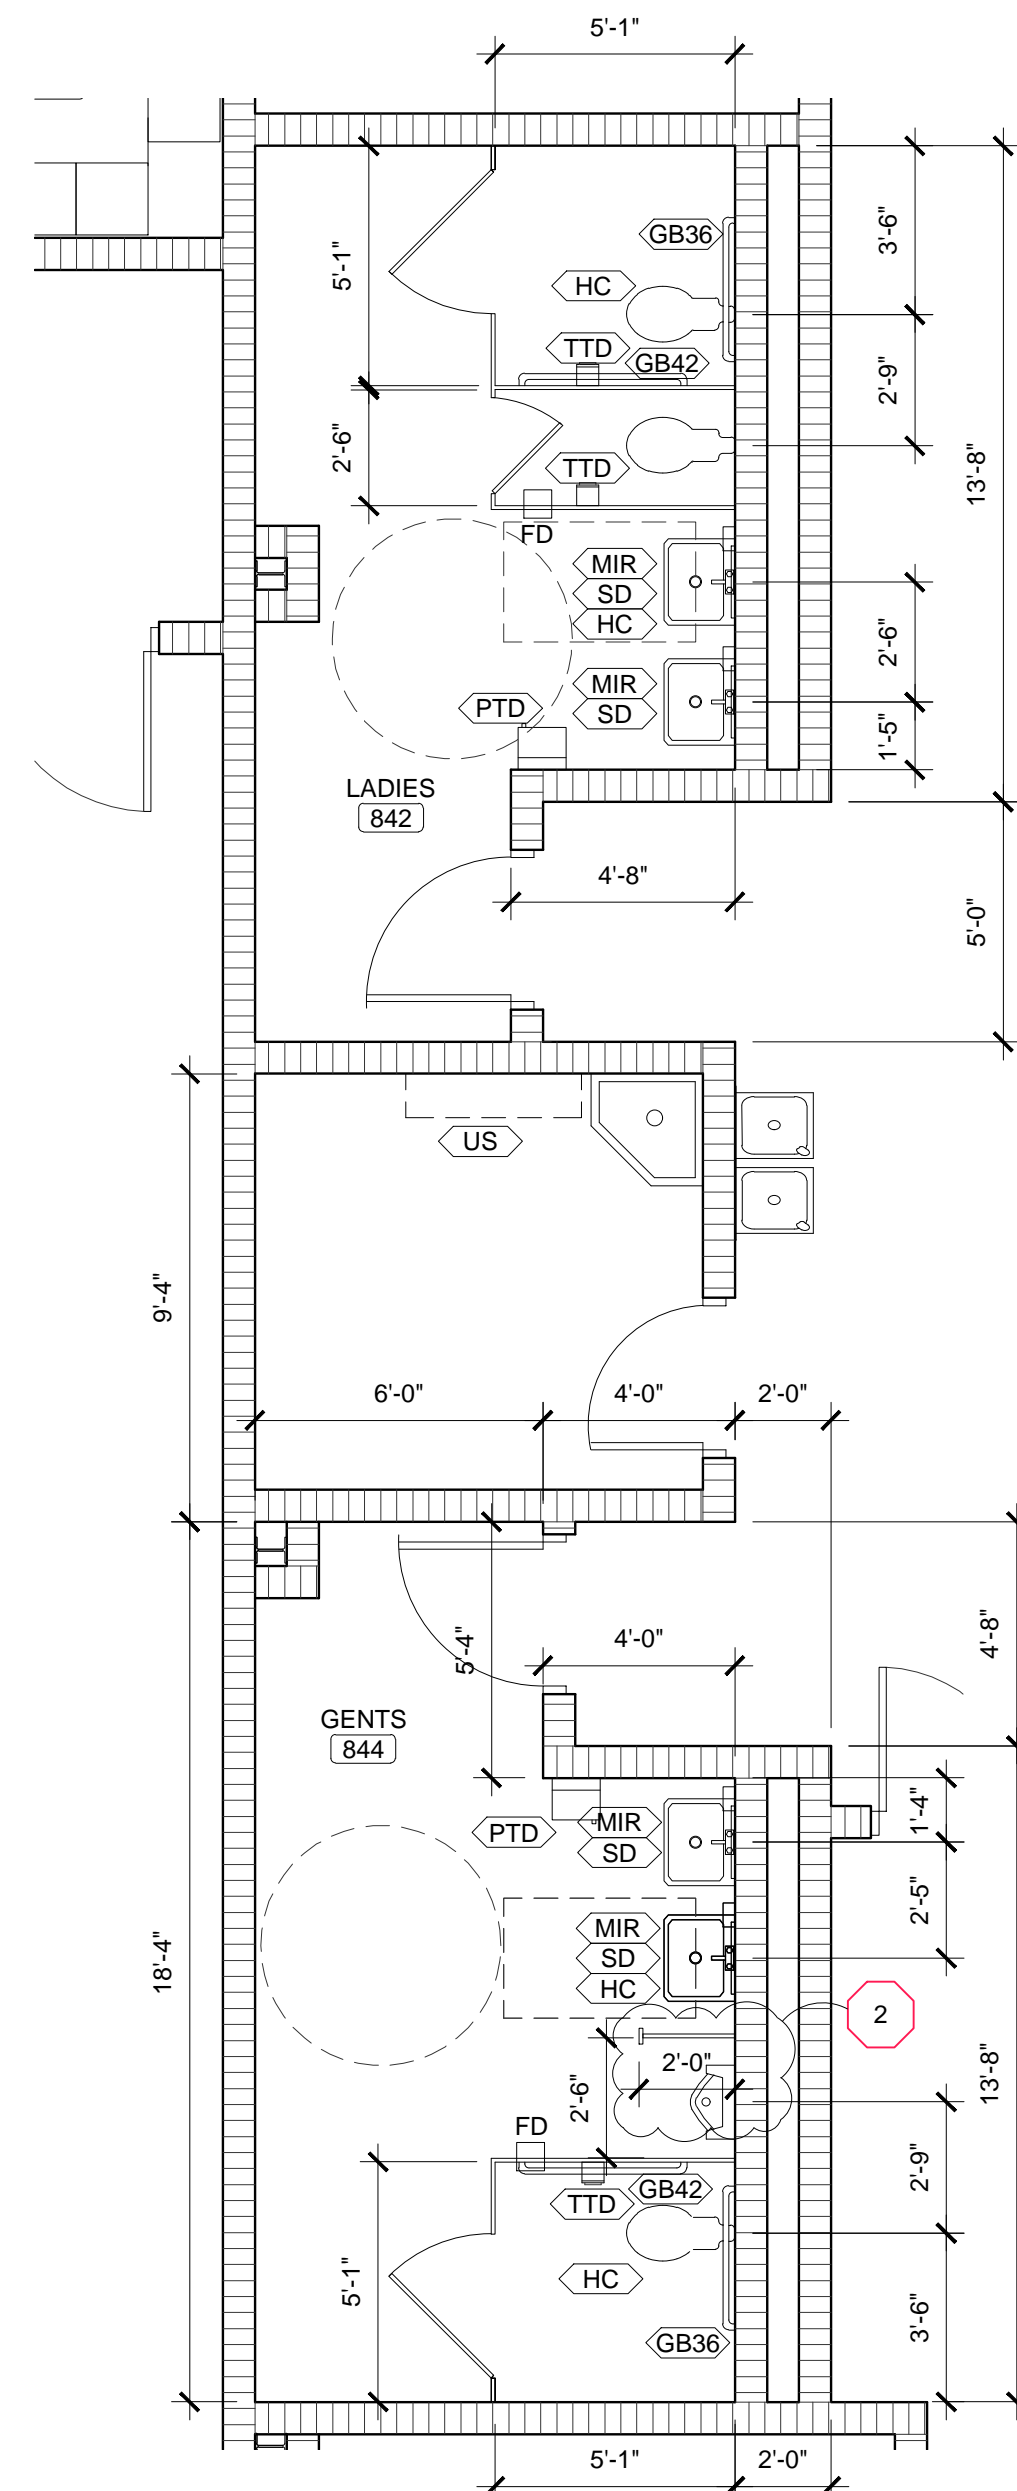 5'-1"
3'-6"
GB36
5'-1"
HC
TTD
GB42
2'-9"
13'-8"
2'-6"
TTD
FD
MIR
SD
HC
2'-6"
MIR
SD
PTD
1'-5"
LADIES
842
4'-8"
5'-0"
US
9'-4"
6'-0"
4'-0"
2'-0"
4'-0"
5'-4"
4'-8"
GENTS
844
1'-4"
MIR
SD
PTD
2'-5"
MIR
SD
HC
18'-4"
2
2'-0"
2'-6"
13'-8"
FD
2'-9"
GB42
TTD
HC
5'-1"
3'-6"
GB36
5'-1"
2'-0"